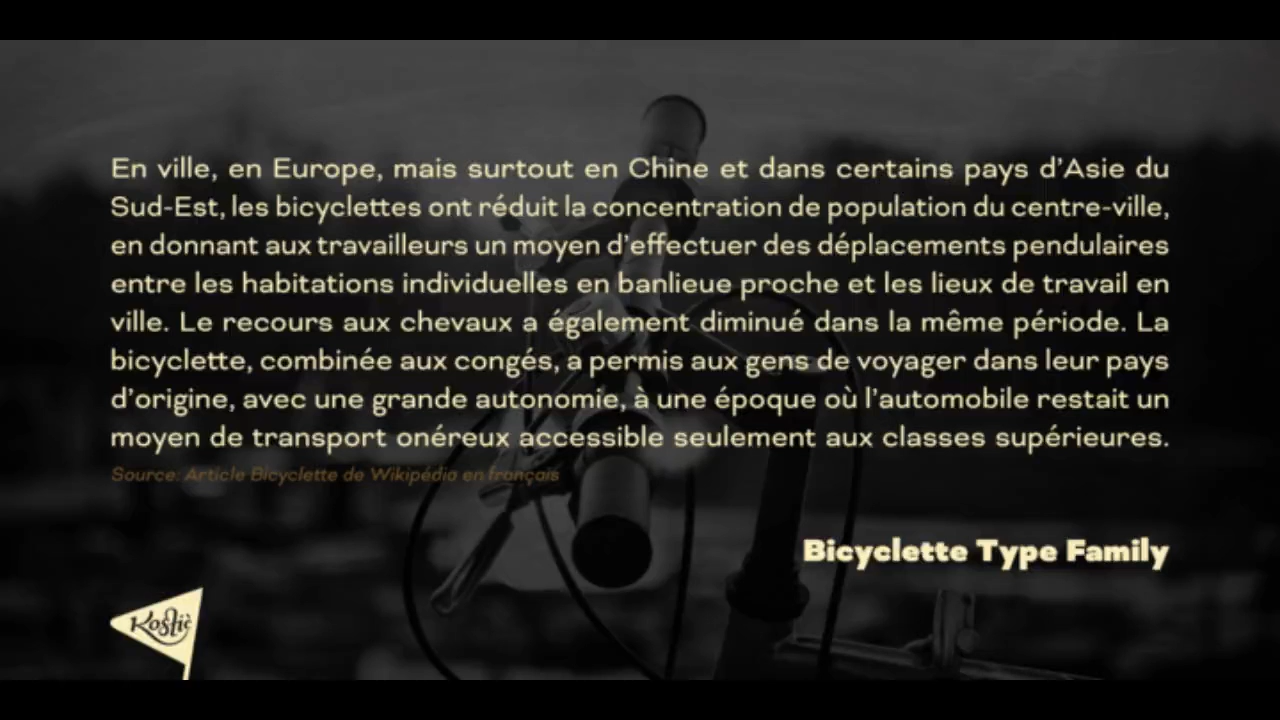 En ville, en Europe, mais surtout en Chine et dans certains pays d’Asie du
Sud-Est, les bicyclettes ont réduit la concentration de population du centre-ville,
en donnant aux travailleurs un moyen d’effectuer des déplacements pendulaires
entre les habitations individuelles en banlieue proche et les lieux de travail en
ville. Le recours aux chevaux a également diminué dans la même période. La
bicyclette, combinée aux congés, a permis aux gens de voyager dans leur pays
d’origine, avec une grande autonomie, à une époque où l’automobile restait un
moyen de transport onéreux accessible seulement aux classes supérieures.
Source: Article Bicyclette de Wikipédia en français
Bicyclette Type Family
Kostić